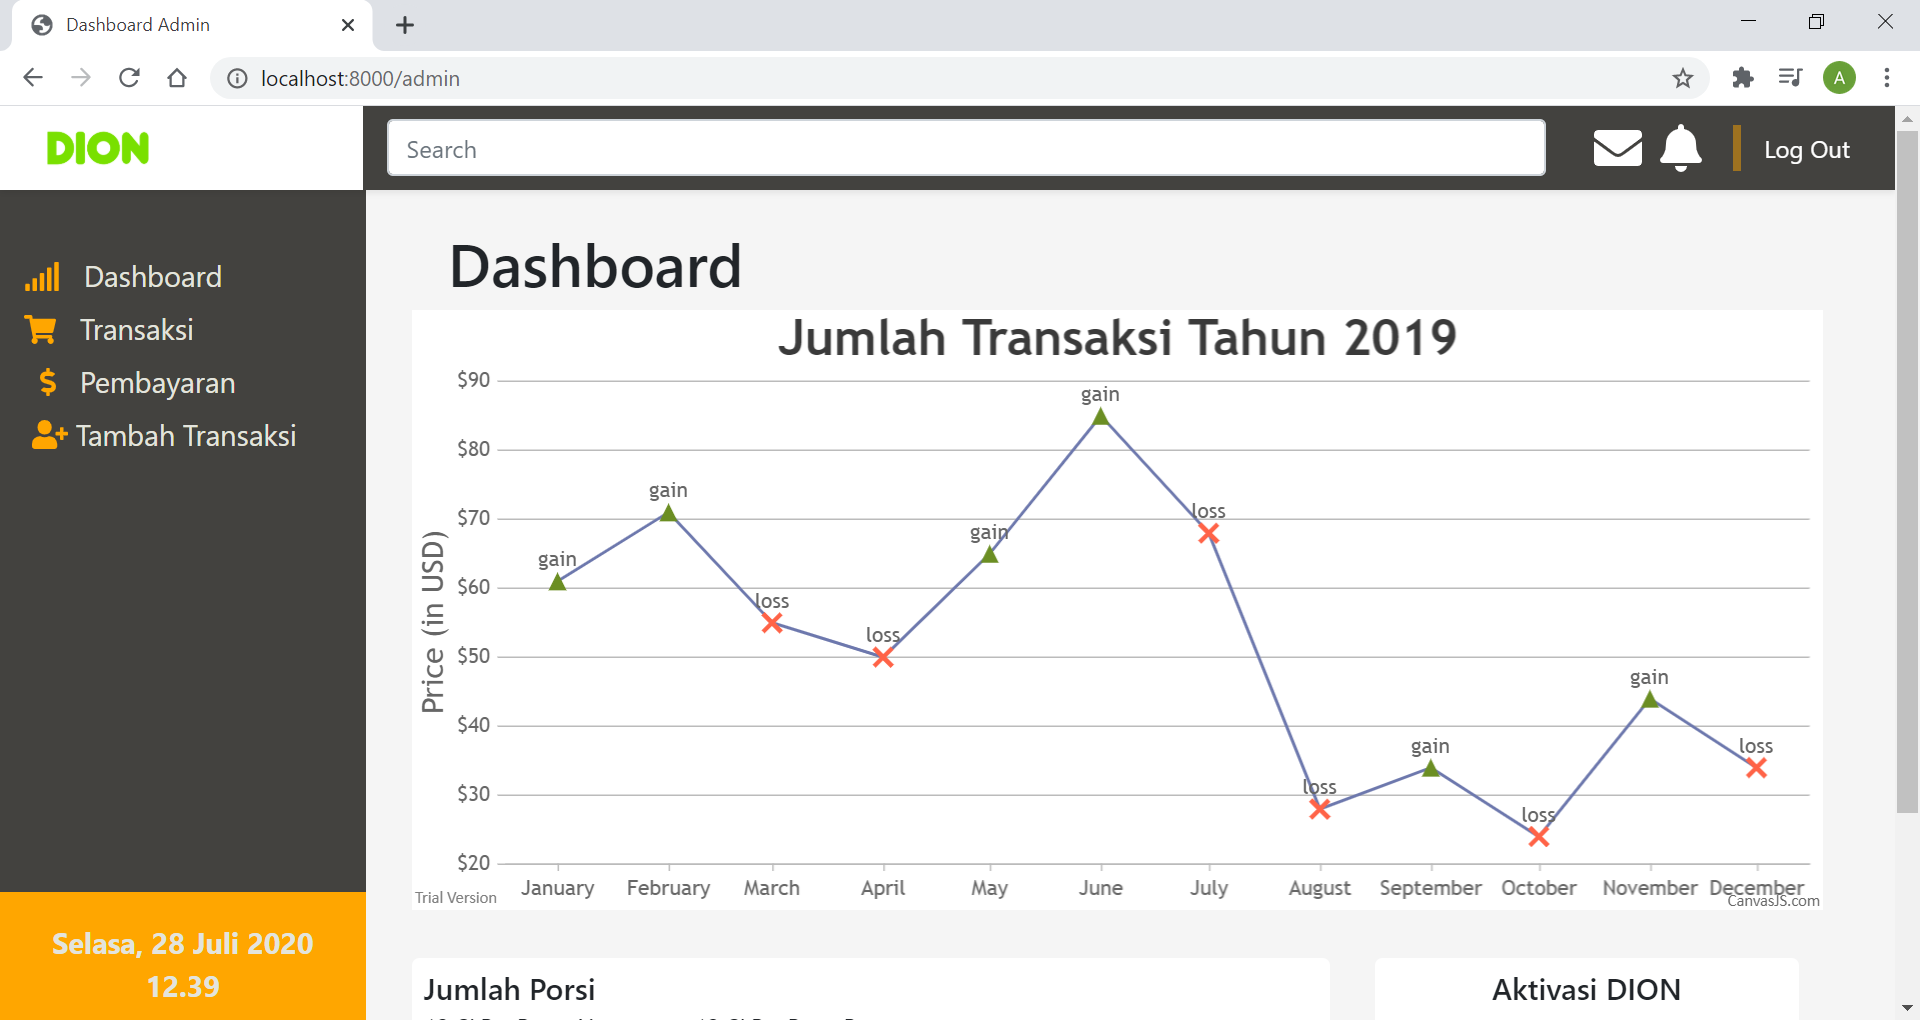 Dashboard Admin
localhost:8000/admin
A
DION
Search
Log Out
Dashboard
Transaksi
Pembayaran
Tambah Transaksi
Selasa, 28 Juli 2020
12.39
Dashboard
Jumlah Transaksi Tahun 2019
Price (in USD)
$90
$80
$70
$60
$50
$40
$30
$20
gain
gain
loss
loss
gain
gain
loss
loss
gain
loss
gain
loss
January February March April May June July August September October November December
Trial Version
CanvasJS.com
Jumlah Porsi
Aktivasi DION